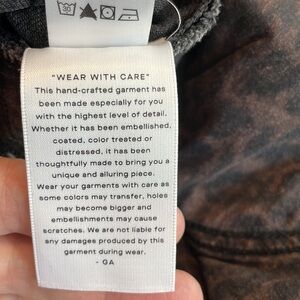 30
"WEAR WITH CARE"
This hand-crafted garment has
been made especially for you
with the highest level of detail.
Whether it has been embellished,
coated, color treated or
distressed, it has been
thoughtfully made to bring you a
unique and alluring piece.
Wear your garments with care as
some colors may transfer, holes
may become bigger and
embellishments may cause
scratches. We are not liable for
any damages produced by this
garment during wear.
- GA